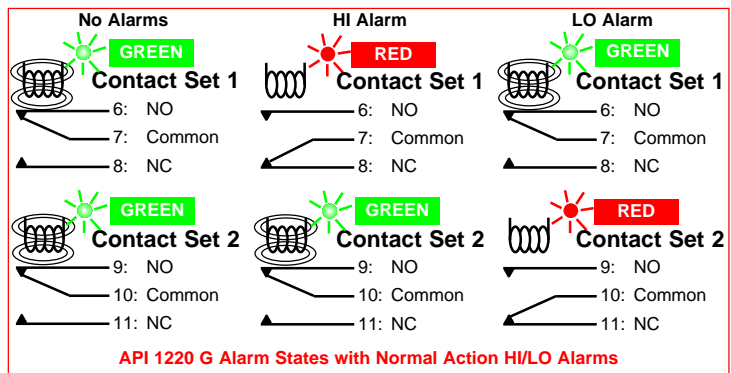 No Alarms
HI Alarm
LO Alarm
GREEN
Contact Set 1
6: NO
7: Common
8: NC
RED
Contact Set 1
6: NO
7: Common
8: NC
GREEN
Contact Set 1
6: NO
7: Common
8: NC
GREEN
Contact Set 2
9: NO
10: Common
11: NC
GREEN
Contact Set 2
9: NO
10: Common
11: NC
RED
Contact Set 2
9: NO
10: Common
11: NC
API 1220 G Alarm States with Normal Action HI/LO Alarms